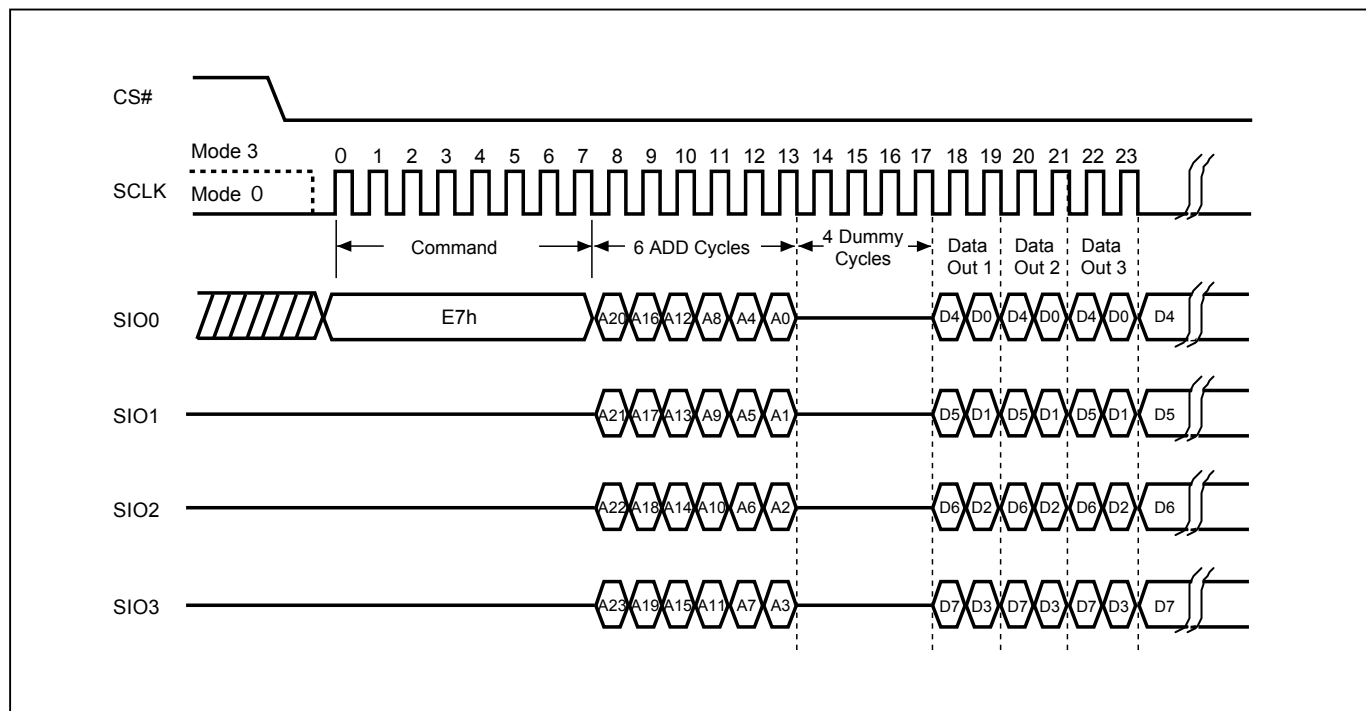 CS#
Mode 3
0 1 2 3 4 5 6 7 8 9 10 11 12 13 14 15 16 17 18 19 20 21 22 23
SCLK
Mode 0
Command
6 ADD Cycles
4 Dummy
Cycles
Data
Out 1
Data
Out 2
Data
Out 3
SIO0
E7h
A20 A16 A12 A8 A4 A0
D4 D0 D4 D0 D4 D0 D4
SIO1
A21 A17 A13 A9 A5 A1
D5 D1 D5 D1 D5 D1 D5
SIO2
A22 A18 A14 A10 A6 A2
D6 D2 D6 D2 D6 D2 D6
SIO3
A23 A19 A15 A11 A7 A3
D7 D3 D7 D3 D7 D3 D7